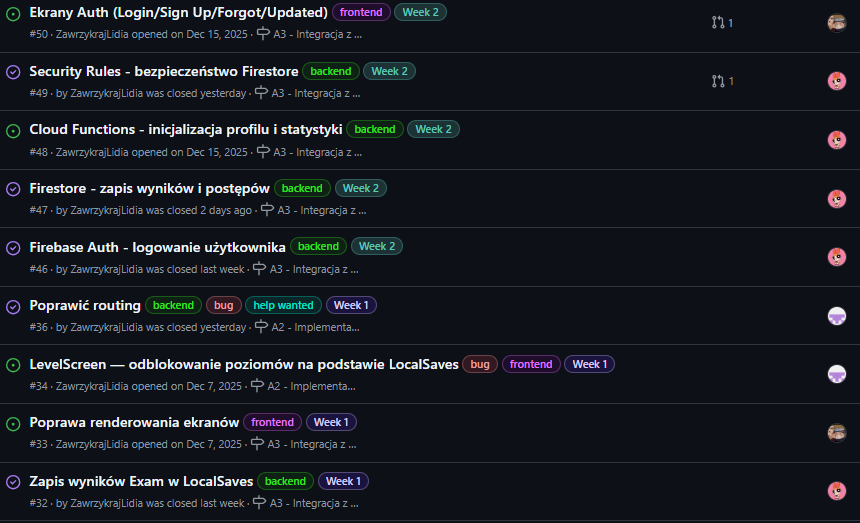 Ekrany Auth (Login/Sign Up/Forgot/Updated) frontend Week 2
#50 · ZawrzykrajLidia opened on Dec 15, 2025 · A3 - Integracja z ... 1
Security Rules - bezpieczeństwo Firestore backend Week 2
#49 · by ZawrzykrajLidia was closed yesterday · A3 - Integracja z ... 1
Cloud Functions - inicjalizacja profilu i statystyki backend Week 2
#48 · ZawrzykrajLidia opened on Dec 15, 2025 · A3 - Integracja z ...
Firestore - zapis wyników i postępów backend Week 2
#47 · by ZawrzykrajLidia was closed 2 days ago · A3 - Integracja z ...
Firebase Auth - logowanie użytkownika backend Week 2
#46 · by ZawrzykrajLidia was closed last week · A3 - Integracja z ...
Poprawić routing backend bug help wanted Week 1
#36 · by ZawrzykrajLidia was closed yesterday · A2 - Implementa...
LevelScreen — odblokowanie poziomów na podstawie LocalSaves bug frontend Week 1
#34 · ZawrzykrajLidia opened on Dec 7, 2025 · A2 - Implementa...
Poprawa renderowania ekranów frontend Week 1
#33 · ZawrzykrajLidia opened on Dec 7, 2025 · A3 - Integracja z ...
Zapis wyników Exam w LocalSaves backend Week 1
#32 · by ZawrzykrajLidia was closed last week · A3 - Integracja z ...